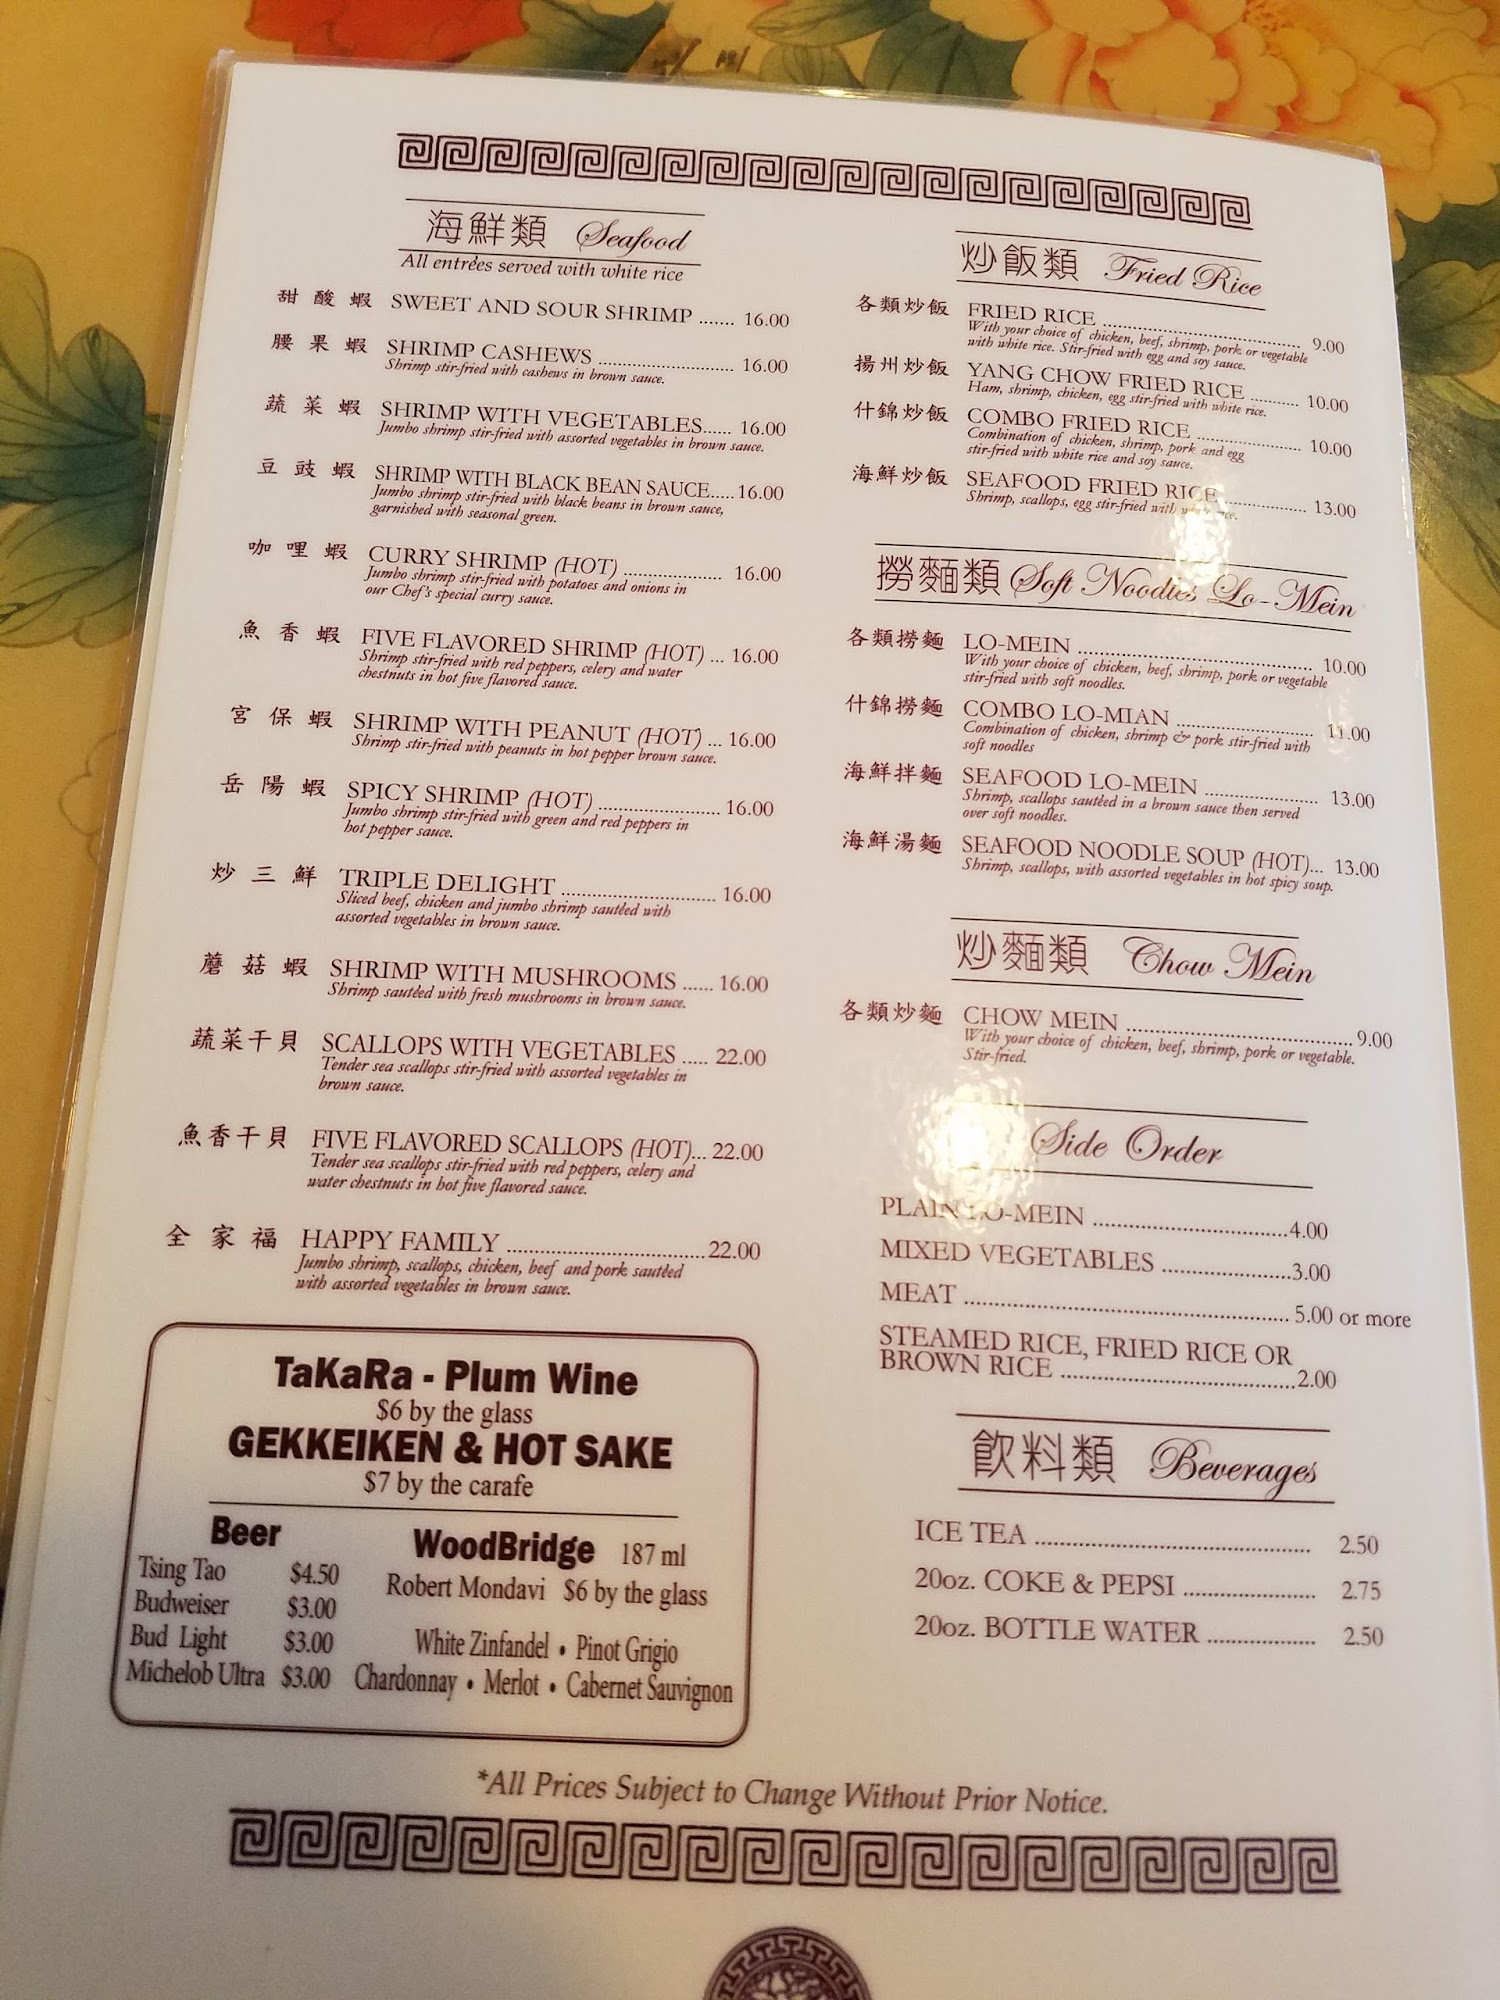 海鮮類 Seafood
All entrées served with white rice
甜酸蝦 SWEET AND SOUR SHRIMP ....... 16.00
腰果蝦 SHRIMP CASHEWS ............................ 16.00
Shrimp stir-fried with cashews in brown sauce.
蔬菜蝦 SHRIMP WITH VEGETABLES...... 16.00
Jumbo shrimp stir-fried with assorted vegetables in brown sauce.
豆豉蝦 SHRIMP WITH BLACK BEAN SAUCE.....16.00
Jumbo shrimp stir-fried with black beans in brown sauce,
garnished with seasonal green.
咖哩蝦 CURRY SHRIMP (HOT) ..................... 16.00
Jumbo shrimp stir-fried with potatoes and onions in
our Chef's special curry sauce.
魚香蝦 FIVE FLAVORED SHRIMP (HOT) ... 16.00
Shrimp stir-fried with red peppers, celery and water
chestnuts in hot five flavored sauce.
宮保蝦 SHRIMP WITH PEANUT (HOT) ... 16.00
Shrimp stir-fried with peanuts in hot pepper brown sauce.
岳陽蝦 SPICY SHRIMP (HOT) ......................... 16.00
Jumbo shrimp stir-fried with green and red peppers in
hot pepper sauce.
炒三鮮 TRIPLE DELIGHT ................................ 16.00
Sliced beef, chicken and jumbo shrimp sautéed with
assorted vegetables in brown sauce.
蘑菇蝦 SHRIMP WITH MUSHROOMS ...... 16.00
Shrimp sautéed with fresh mushrooms in brown sauce.
蔬菜干貝 SCALLOPS WITH VEGETABLES ..... 22.00
Tender sea scallops stir-fried with assorted vegetables in
brown sauce.
魚香干貝 FIVE FLAVORED SCALLOPS (HOT)... 22.00
Tender sea scallops stir-fried with red peppers, celery and
water chestnuts in hot five flavored sauce.
全家福 HAPPY FAMILY ........................................ 22.00
Jumbo shrimp, scallops, chicken, beef and pork sautéed
with assorted vegetables in brown sauce.
TaKaRa - Plum Wine
$6 by the glass
GEKKEIKEN & HOT SAKE
$7 by the carafe
Beer
Tsing Tao $4.50
Budweiser $3.00
Bud Light $3.00
Michelob Ultra $3.00
WoodBridge 187 ml
Robert Mondavi $6 by the glass
White Zinfandel • Pinot Grigio
Chardonnay • Merlot • Cabernet Sauvignon
炒飯類 Fried Rice
各類炒飯 FRIED RICE ........................................ 9.00
With your choice of chicken, beef, shrimp, pork or vegetable
with white rice. Stir-fried with egg and soy sauce.
揚州炒飯 YANG CHOW FRIED RICE .......... 10.00
Ham, shrimp, chicken, egg stir-fried with white rice.
什錦炒飯 COMBO FRIED RICE ...................... 10.00
Combination of chicken, shrimp, pork and egg
stir-fried with white rice and soy sauce.
海鮮炒飯 SEAFOOD FRIED RICE ................. 13.00
Shrimp, scallops, egg stir-fried with white rice.
撈麵類 Soft Noodles Lo-Mein
各類撈麵 LO-MEIN ................................................ 10.00
With your choice of chicken, beef, shrimp, pork or vegetable
stir-fried with soft noodles.
什錦撈麵 COMBO LO-MIAN ............................ 11.00
Combination of chicken, shrimp & pork stir-fried with
soft noodles
海鮮拌麵 SEAFOOD LO-MEIN ....................... 13.00
Shrimp, scallops sautéed in a brown sauce then served
over soft noodles.
海鮮湯麵 SEAFOOD NOODLE SOUP (HOT)... 13.00
Shrimp, scallops, with assorted vegetables in hot spicy soup.
炒麵類 Chow Mein
各類炒麵 CHOW MEIN ............................................... 9.00
With your choice of chicken, beef, shrimp, pork or vegetable.
Stir-fried.
Side Order
PLAIN LO-MEIN ........................................4.00
MIXED VEGETABLES ..........................3.00
MEAT .................................................................. 5.00 or more
STEAMED RICE, FRIED RICE OR
BROWN RICE ................................................2.00
飲料類 Beverages
ICE TEA ......................................................... 2.50
20oz. COKE & PEPSI ........................... 2.75
20oz. BOTTLE WATER ...................... 2.50
*All Prices Subject to Change Without Prior Notice.